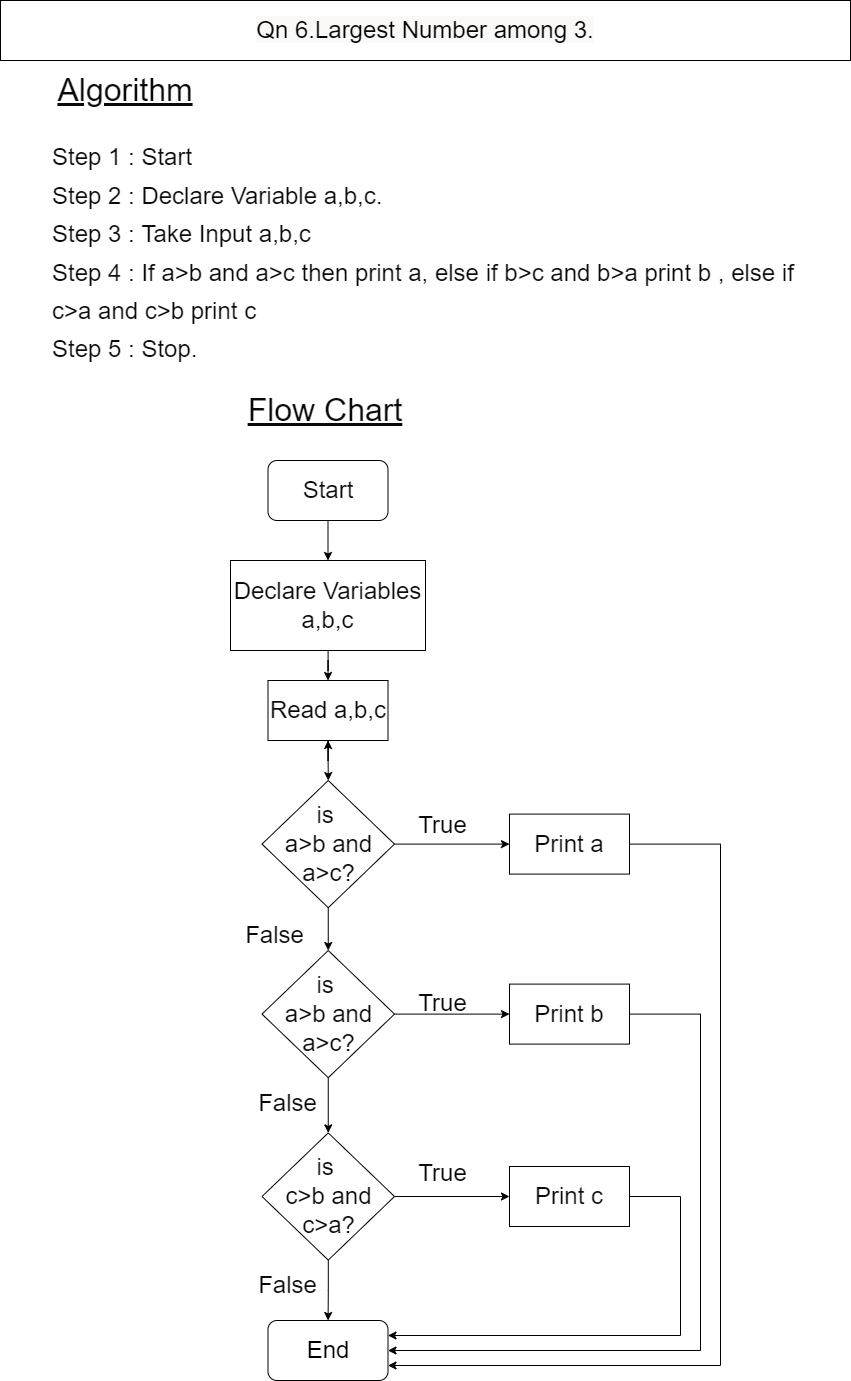 Qn 6.Largest Number among 3.
Algorithm
Step 1 : Start
Step 2 : Declare Variable a,b,c.
Step 3 : Take Input a,b,c
Step 4 : If a>b and a>c then print a, else if b>c and b>a print b , else if
c>a and c>b print c
Step 5 : Stop.
Flow Chart
Start
Declare Variables
a,b,c
Read a,b,c
is
a>b and
a>c?
True
Print a
False
is
a>b and
a>c?
True
Print b
False
is
c>b and
c>a?
True
Print c
False
End